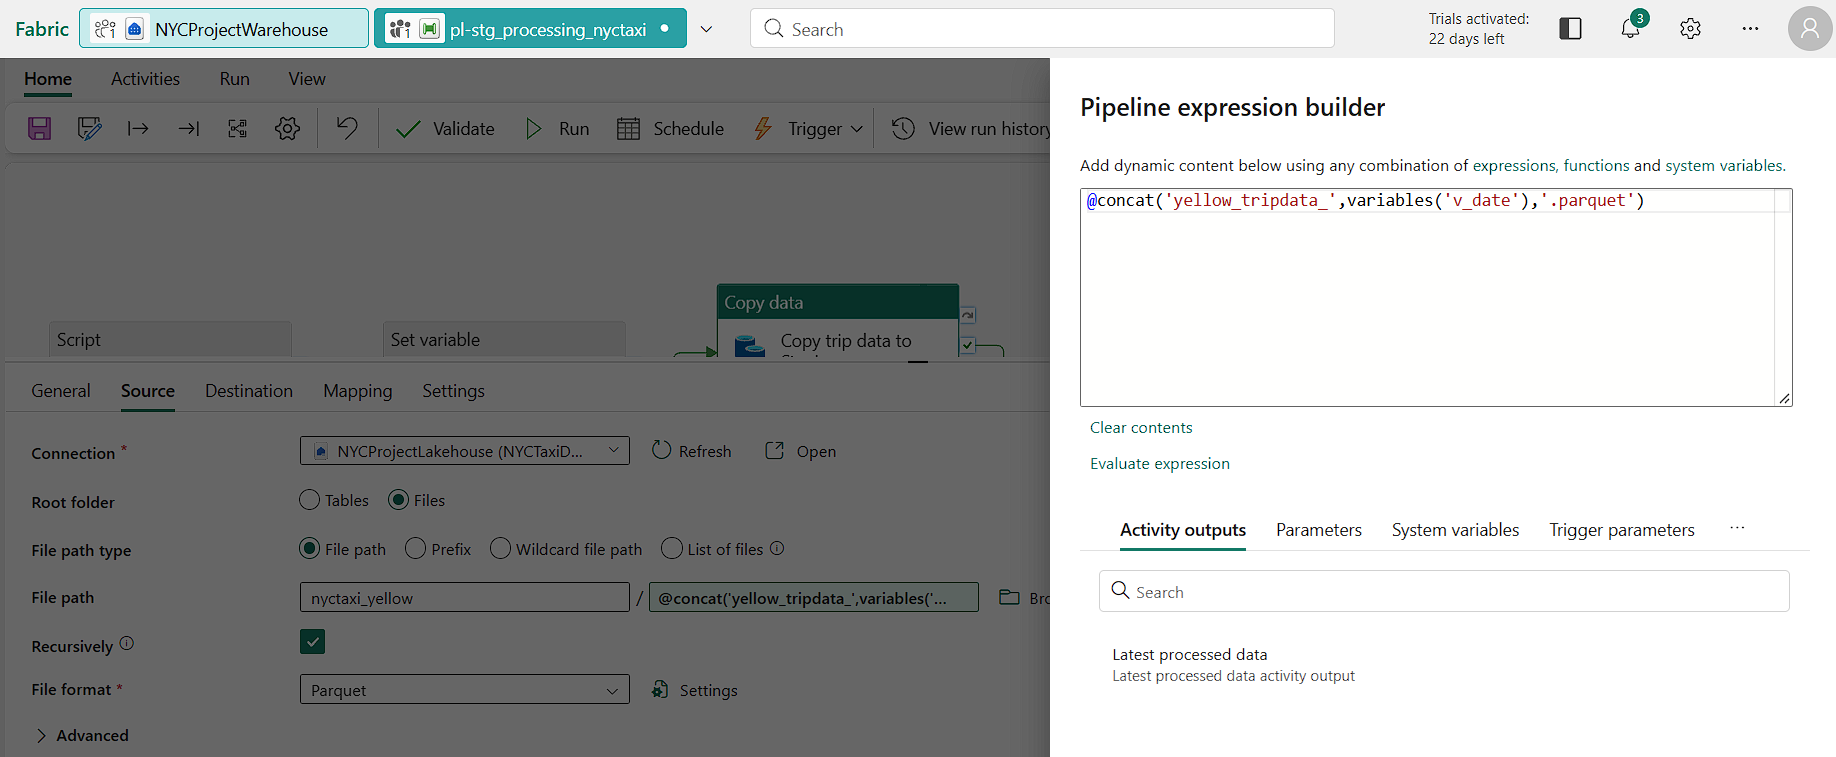 Fabric
1 NYCProjectWarehouse
1 pl-stg_processing_nyctaxi
Search
Trials activated:
22 days left
3
Home Activities Run View
Validate Run Schedule Trigger View run history
Copy data
Script Set variable Copy trip data to
General Source Destination Mapping Settings
Connection * NYCProjectLakehouse (NYCTaxiD... Refresh Open
Root folder Tables Files
File path type File path Prefix Wildcard file path List of files
File path nyctaxi_yellow / @concat('yellow_tripdata_',variables('...
Recursively
File format * Parquet Settings
Advanced
Pipeline expression builder
Add dynamic content below using any combination of expressions, functions and system variables.
@concat('yellow_tripdata_',variables('v_date'),'.parquet')
Clear contents
Evaluate expression
Activity outputs Parameters System variables Trigger parameters ...
Search
Latest processed data
Latest processed data activity output